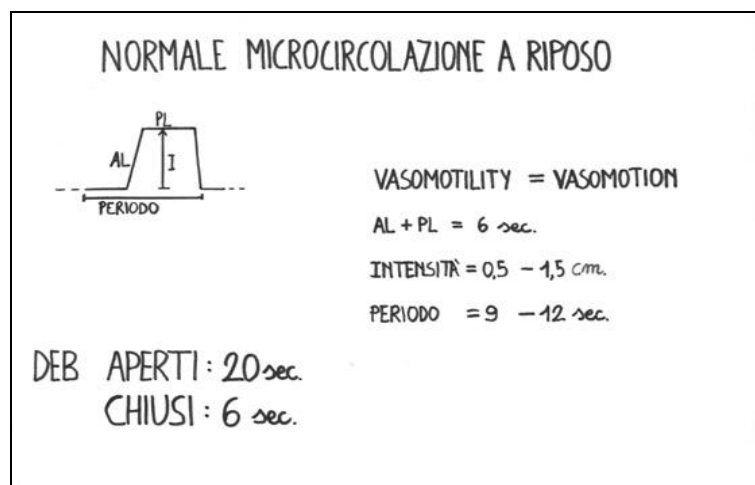 NORMALE MICROCIRCOLAZIONE A RIPOSO
PL
AL
I
PERIODO
VASOMOTILITY = VASOMOTION
AL + PL = 6 sec.
INTENSITÀ = 0,5 - 1,5 cm.
PERIODO = 9 - 12 sec.
DEB APERTI : 20 sec.
CHIUSI : 6 sec.